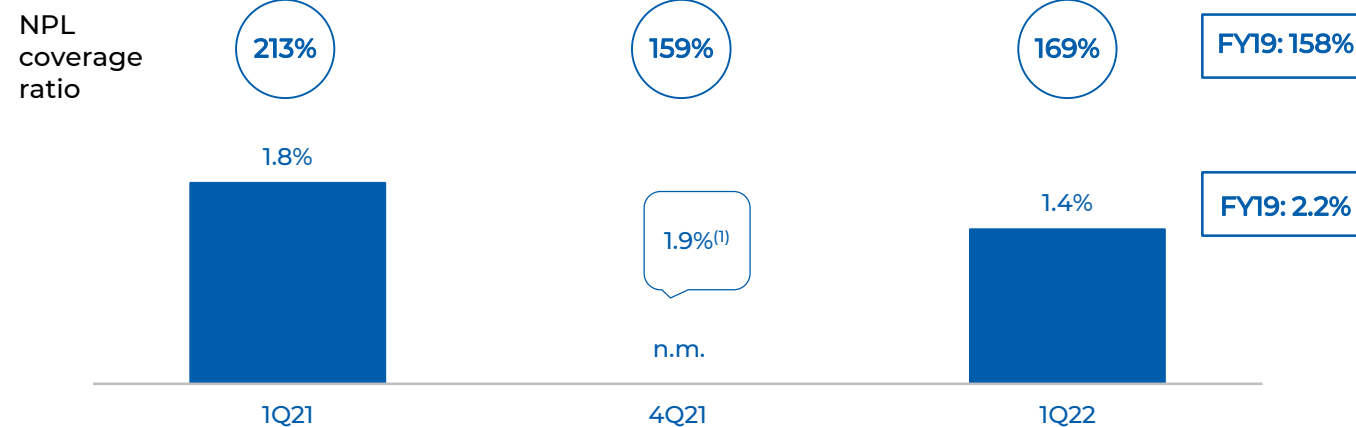 NPL
coverage
ratio
213%
159%
169%
FY19: 158%
1.8%
1.9%(1)
1.4%
FY19: 2.2%
n.m.
1Q21
4Q21
1Q22